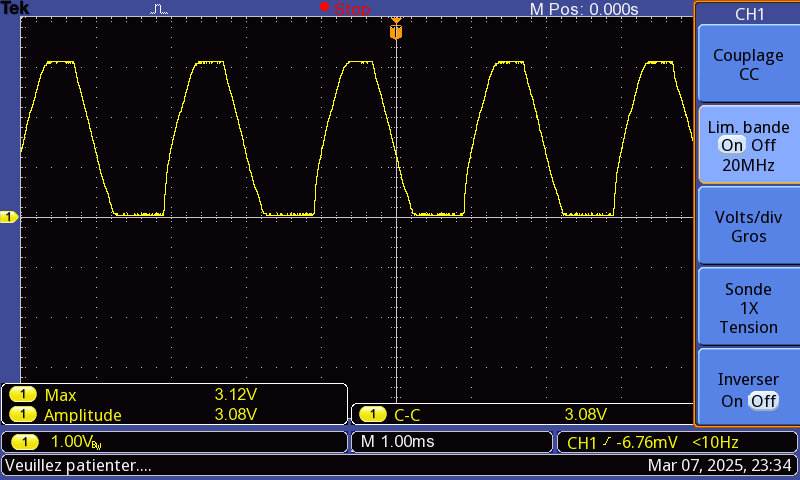 Tek Stop M Pos: 0.000s
T
CH1
Couplage
CC
Lim. bande
On Off
20MHz
Volts/div
Gros
Sonde
1X
Tension
Inverser
On Off
1
1 Max 3.12V
1 Amplitude 3.08V
1 C-C 3.08V
1 1.00VBW M 1.00ms CH1 -6.76mV <10Hz
Veuillez patienter.... Mar 07, 2025, 23:34